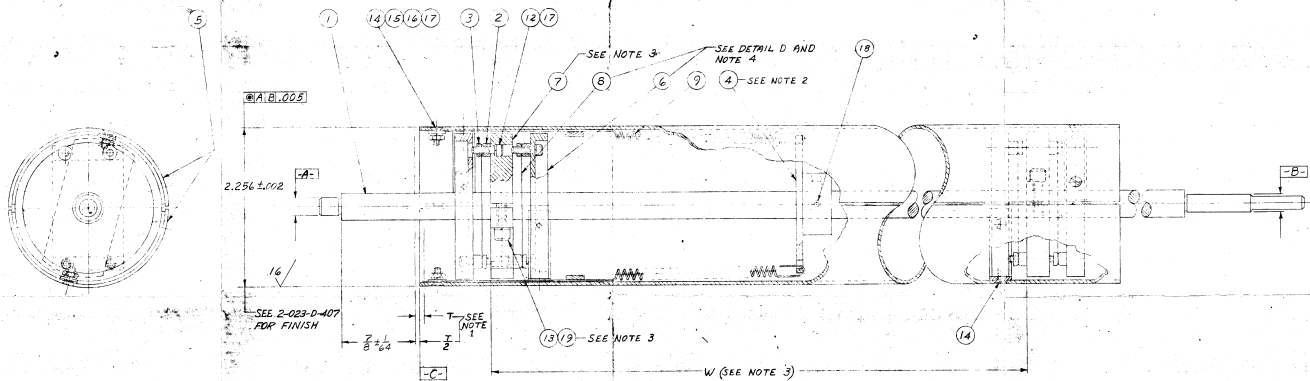 5
1
14 15 16 17
3
2
12 17
SEE NOTE 3
7
8
SEE DETAIL D AND
NOTE 4
6
9
4 SEE NOTE 2
18
A B .005
2.256 ±.002
-A-
-B-
16
SEE 2-023-D-407
FOR FINISH
T SEE
NOTE
1
7/8 ± 1/64
T/2
13 19 SEE NOTE 3
14
-C-
W (SEE NOTE 3)